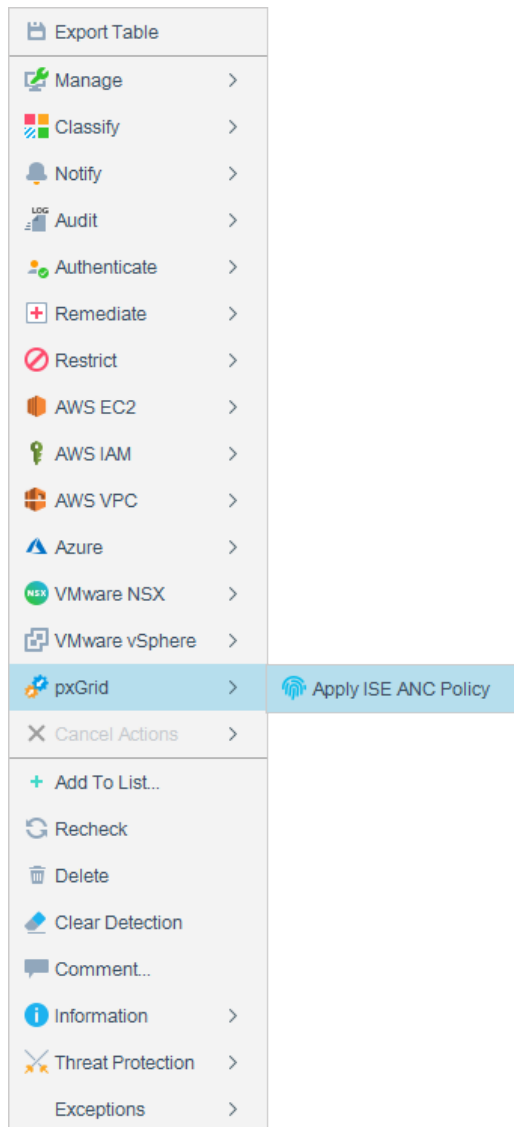 Export Table
Manage
Classify
Notify
LOG
Audit
Authenticate
Remediate
Restrict
AWS EC2
AWS IAM
AWS VPC
Azure
NSX
VMware NSX
VMware vSphere
pxGrid
Apply ISE ANC Policy
Cancel Actions
Add To List...
Recheck
Delete
Clear Detection
Comment...
Information
Threat Protection
Exceptions